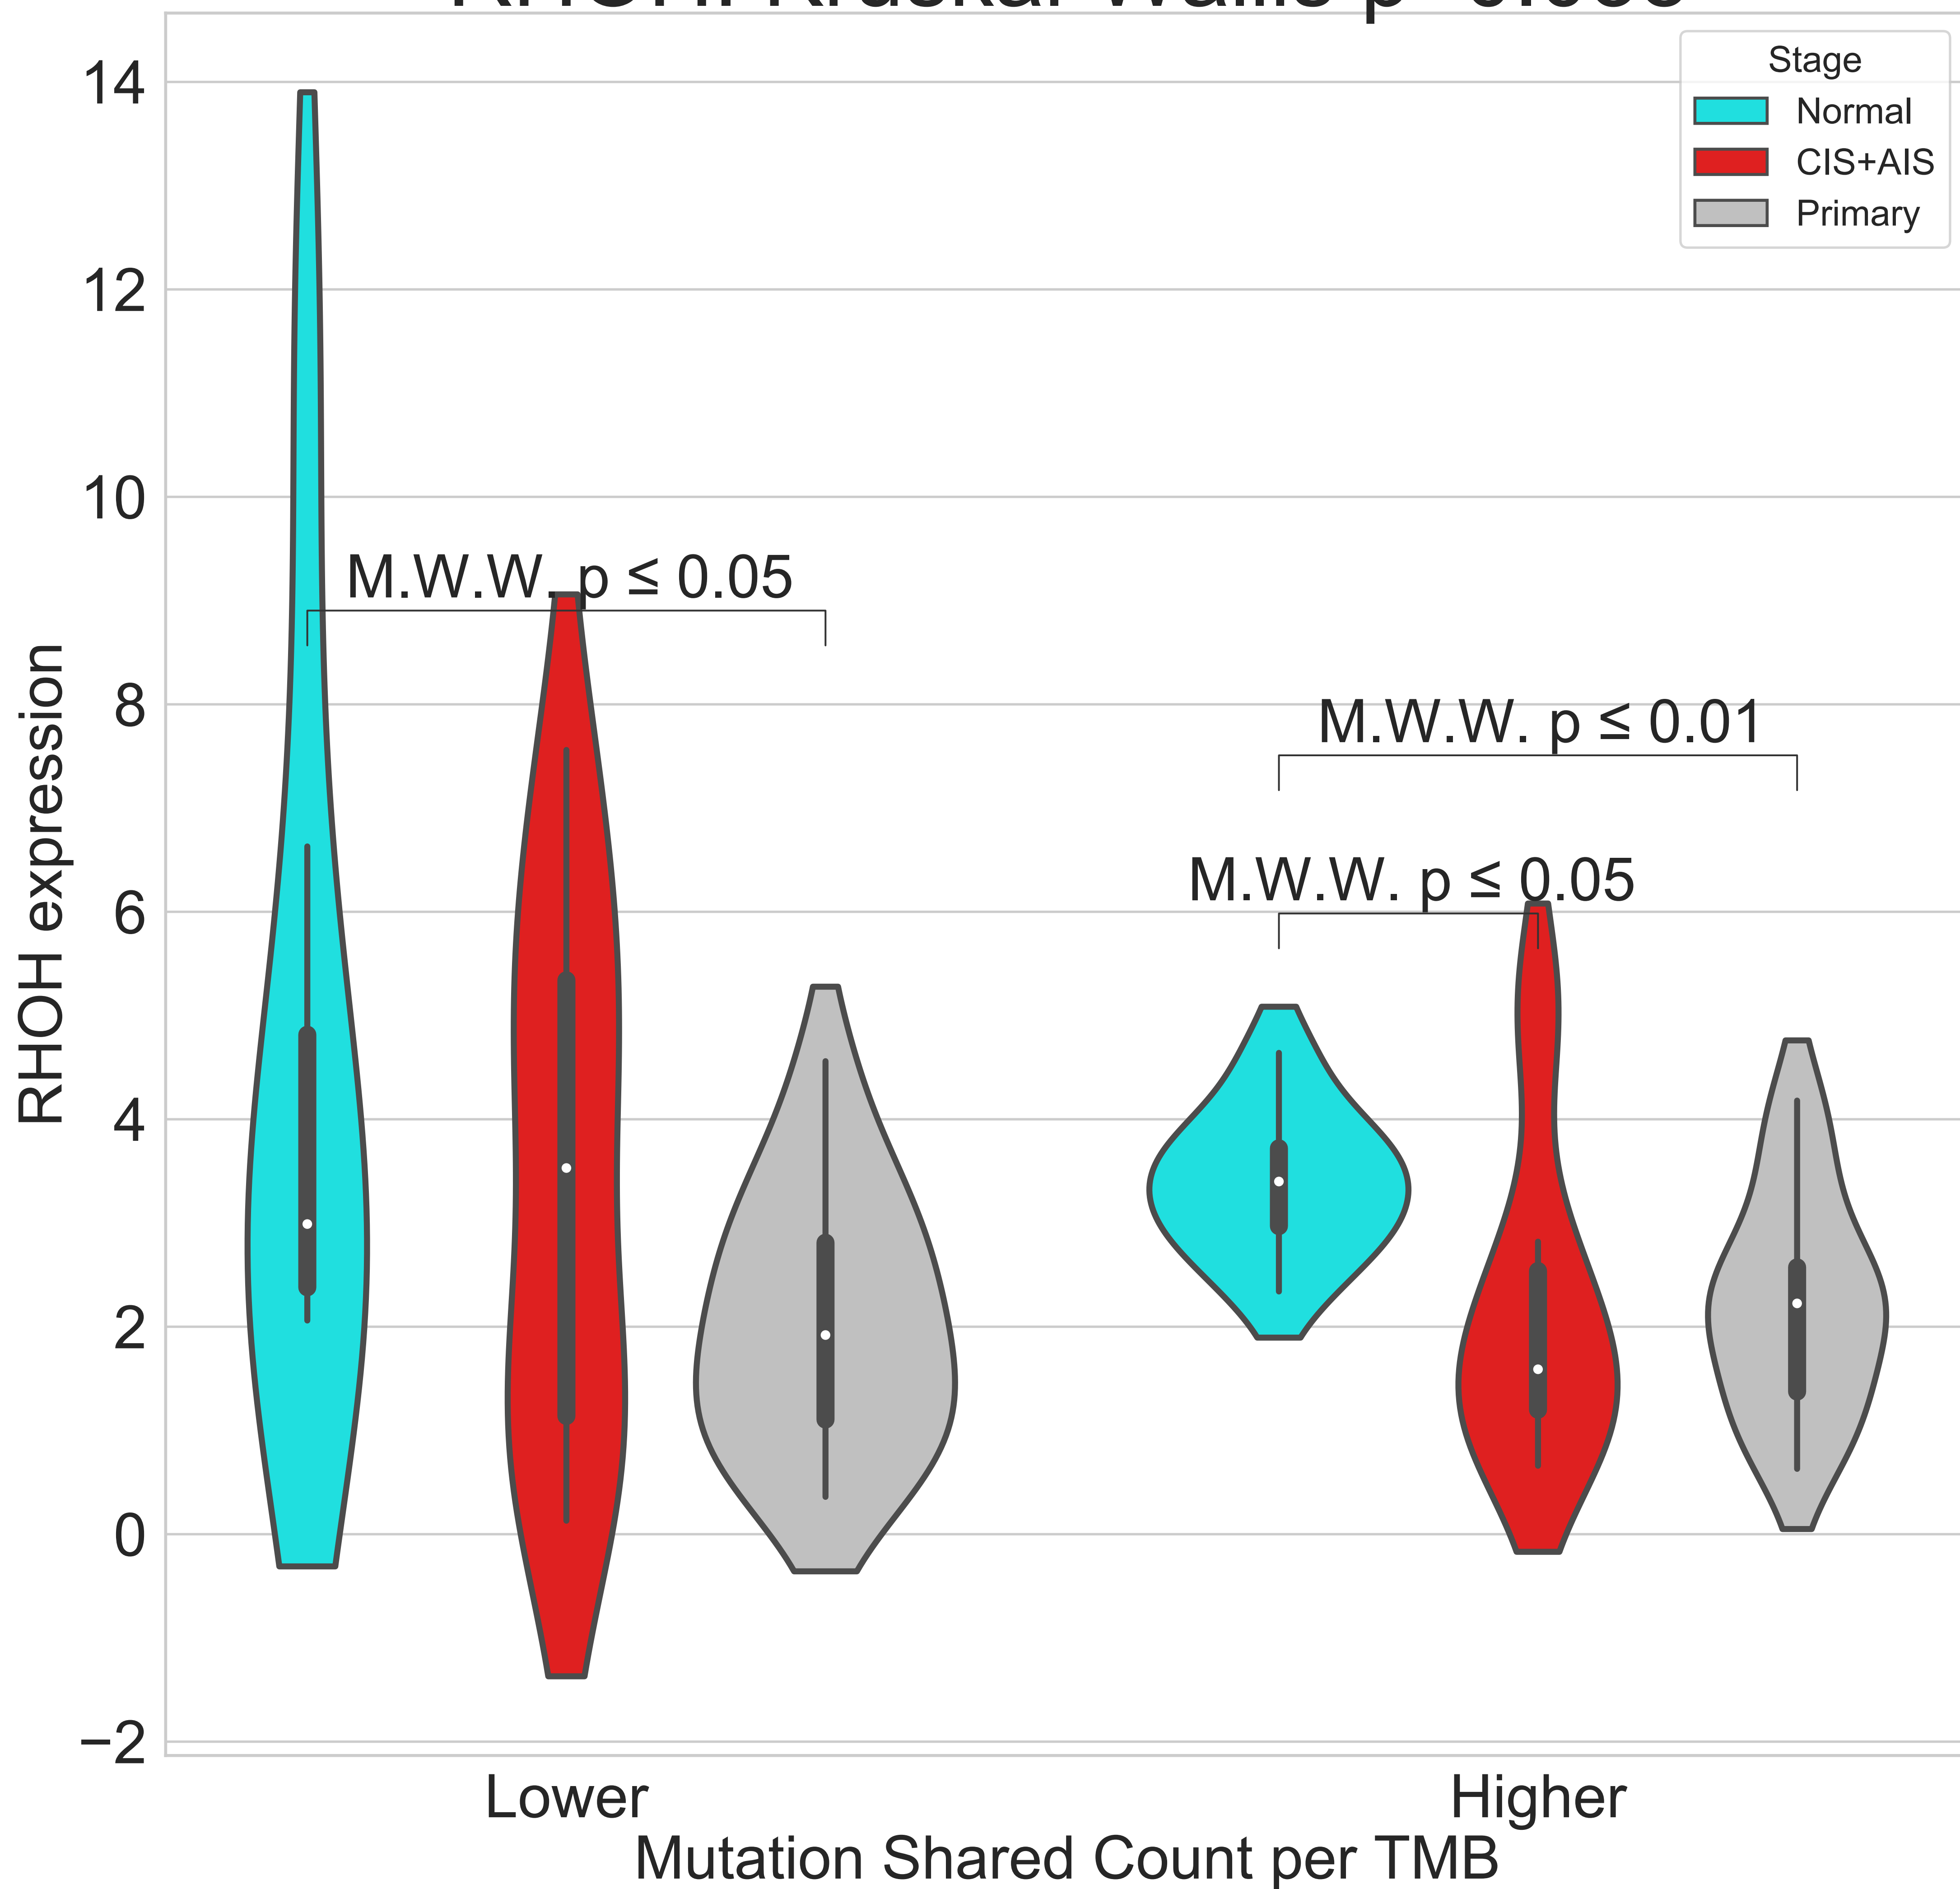 14
12
10
8
6
4
2
0
−2
RHOH expression
Stage
Normal
CIS+AIS
Primary
M.W.W. p ≤ 0.05
M.W.W. p ≤ 0.01
M.W.W. p ≤ 0.05
Lower
Higher
Mutation Shared Count per TMB